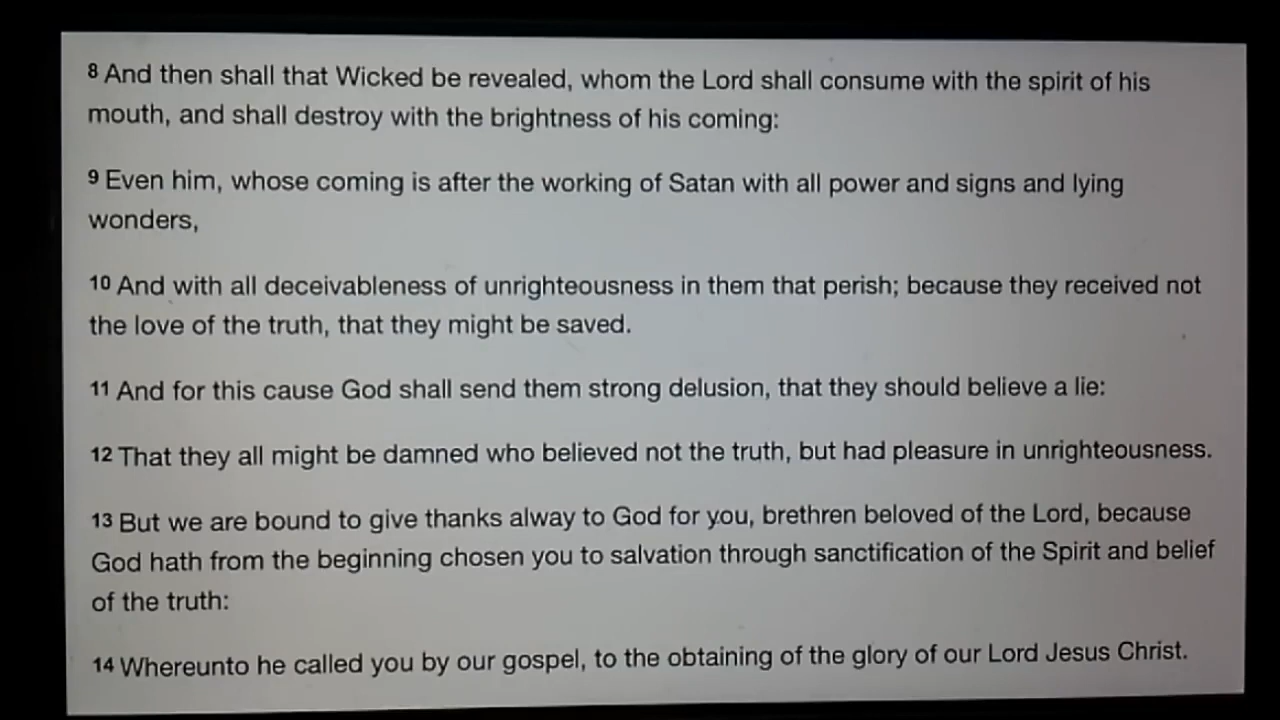 8 And then shall that Wicked be revealed, whom the Lord shall consume with the spirit of his
mouth, and shall destroy with the brightness of his coming:
9 Even him, whose coming is after the working of Satan with all power and signs and lying
wonders,
10 And with all deceivableness of unrighteousness in them that perish; because they received not
the love of the truth, that they might be saved.
11 And for this cause God shall send them strong delusion, that they should believe a lie:
12 That they all might be damned who believed not the truth, but had pleasure in unrighteousness.
13 But we are bound to give thanks alway to God for you, brethren beloved of the Lord, because
God hath from the beginning chosen you to salvation through sanctification of the Spirit and belief
of the truth:
14 Whereunto he called you by our gospel, to the obtaining of the glory of our Lord Jesus Christ.